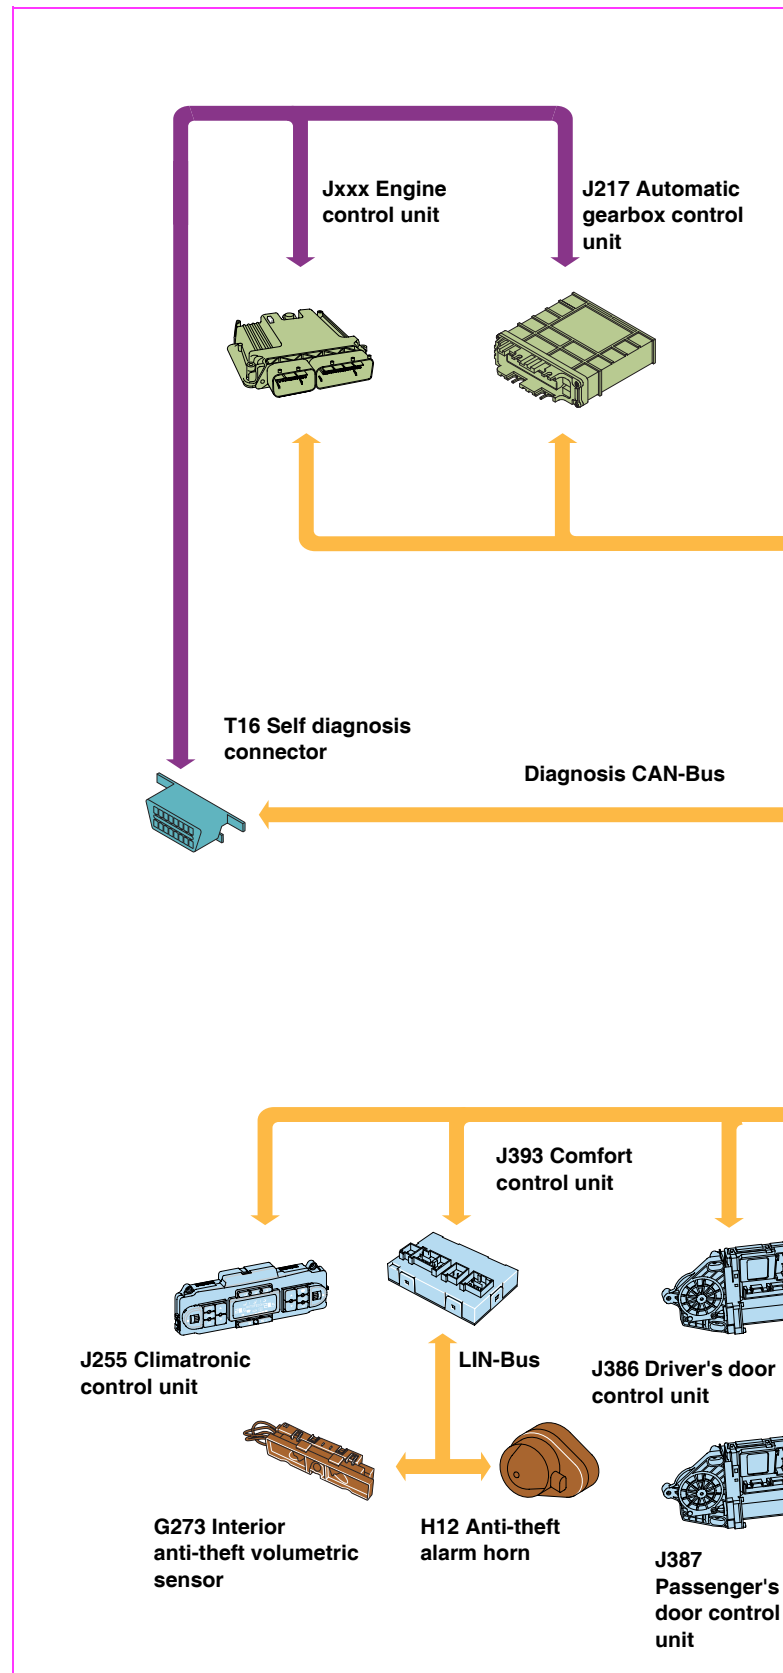 Jxxx Engine
control unit
J217 Automatic
gearbox control
unit
T16 Self diagnosis
connector
Diagnosis CAN-Bus
J393 Comfort
control unit
J255 Climatronic
control unit
LIN-Bus
J386 Driver's door
control unit
G273 Interior
anti-theft volumetric
sensor
H12 Anti-theft
alarm horn
J387
Passenger's
door control
unit